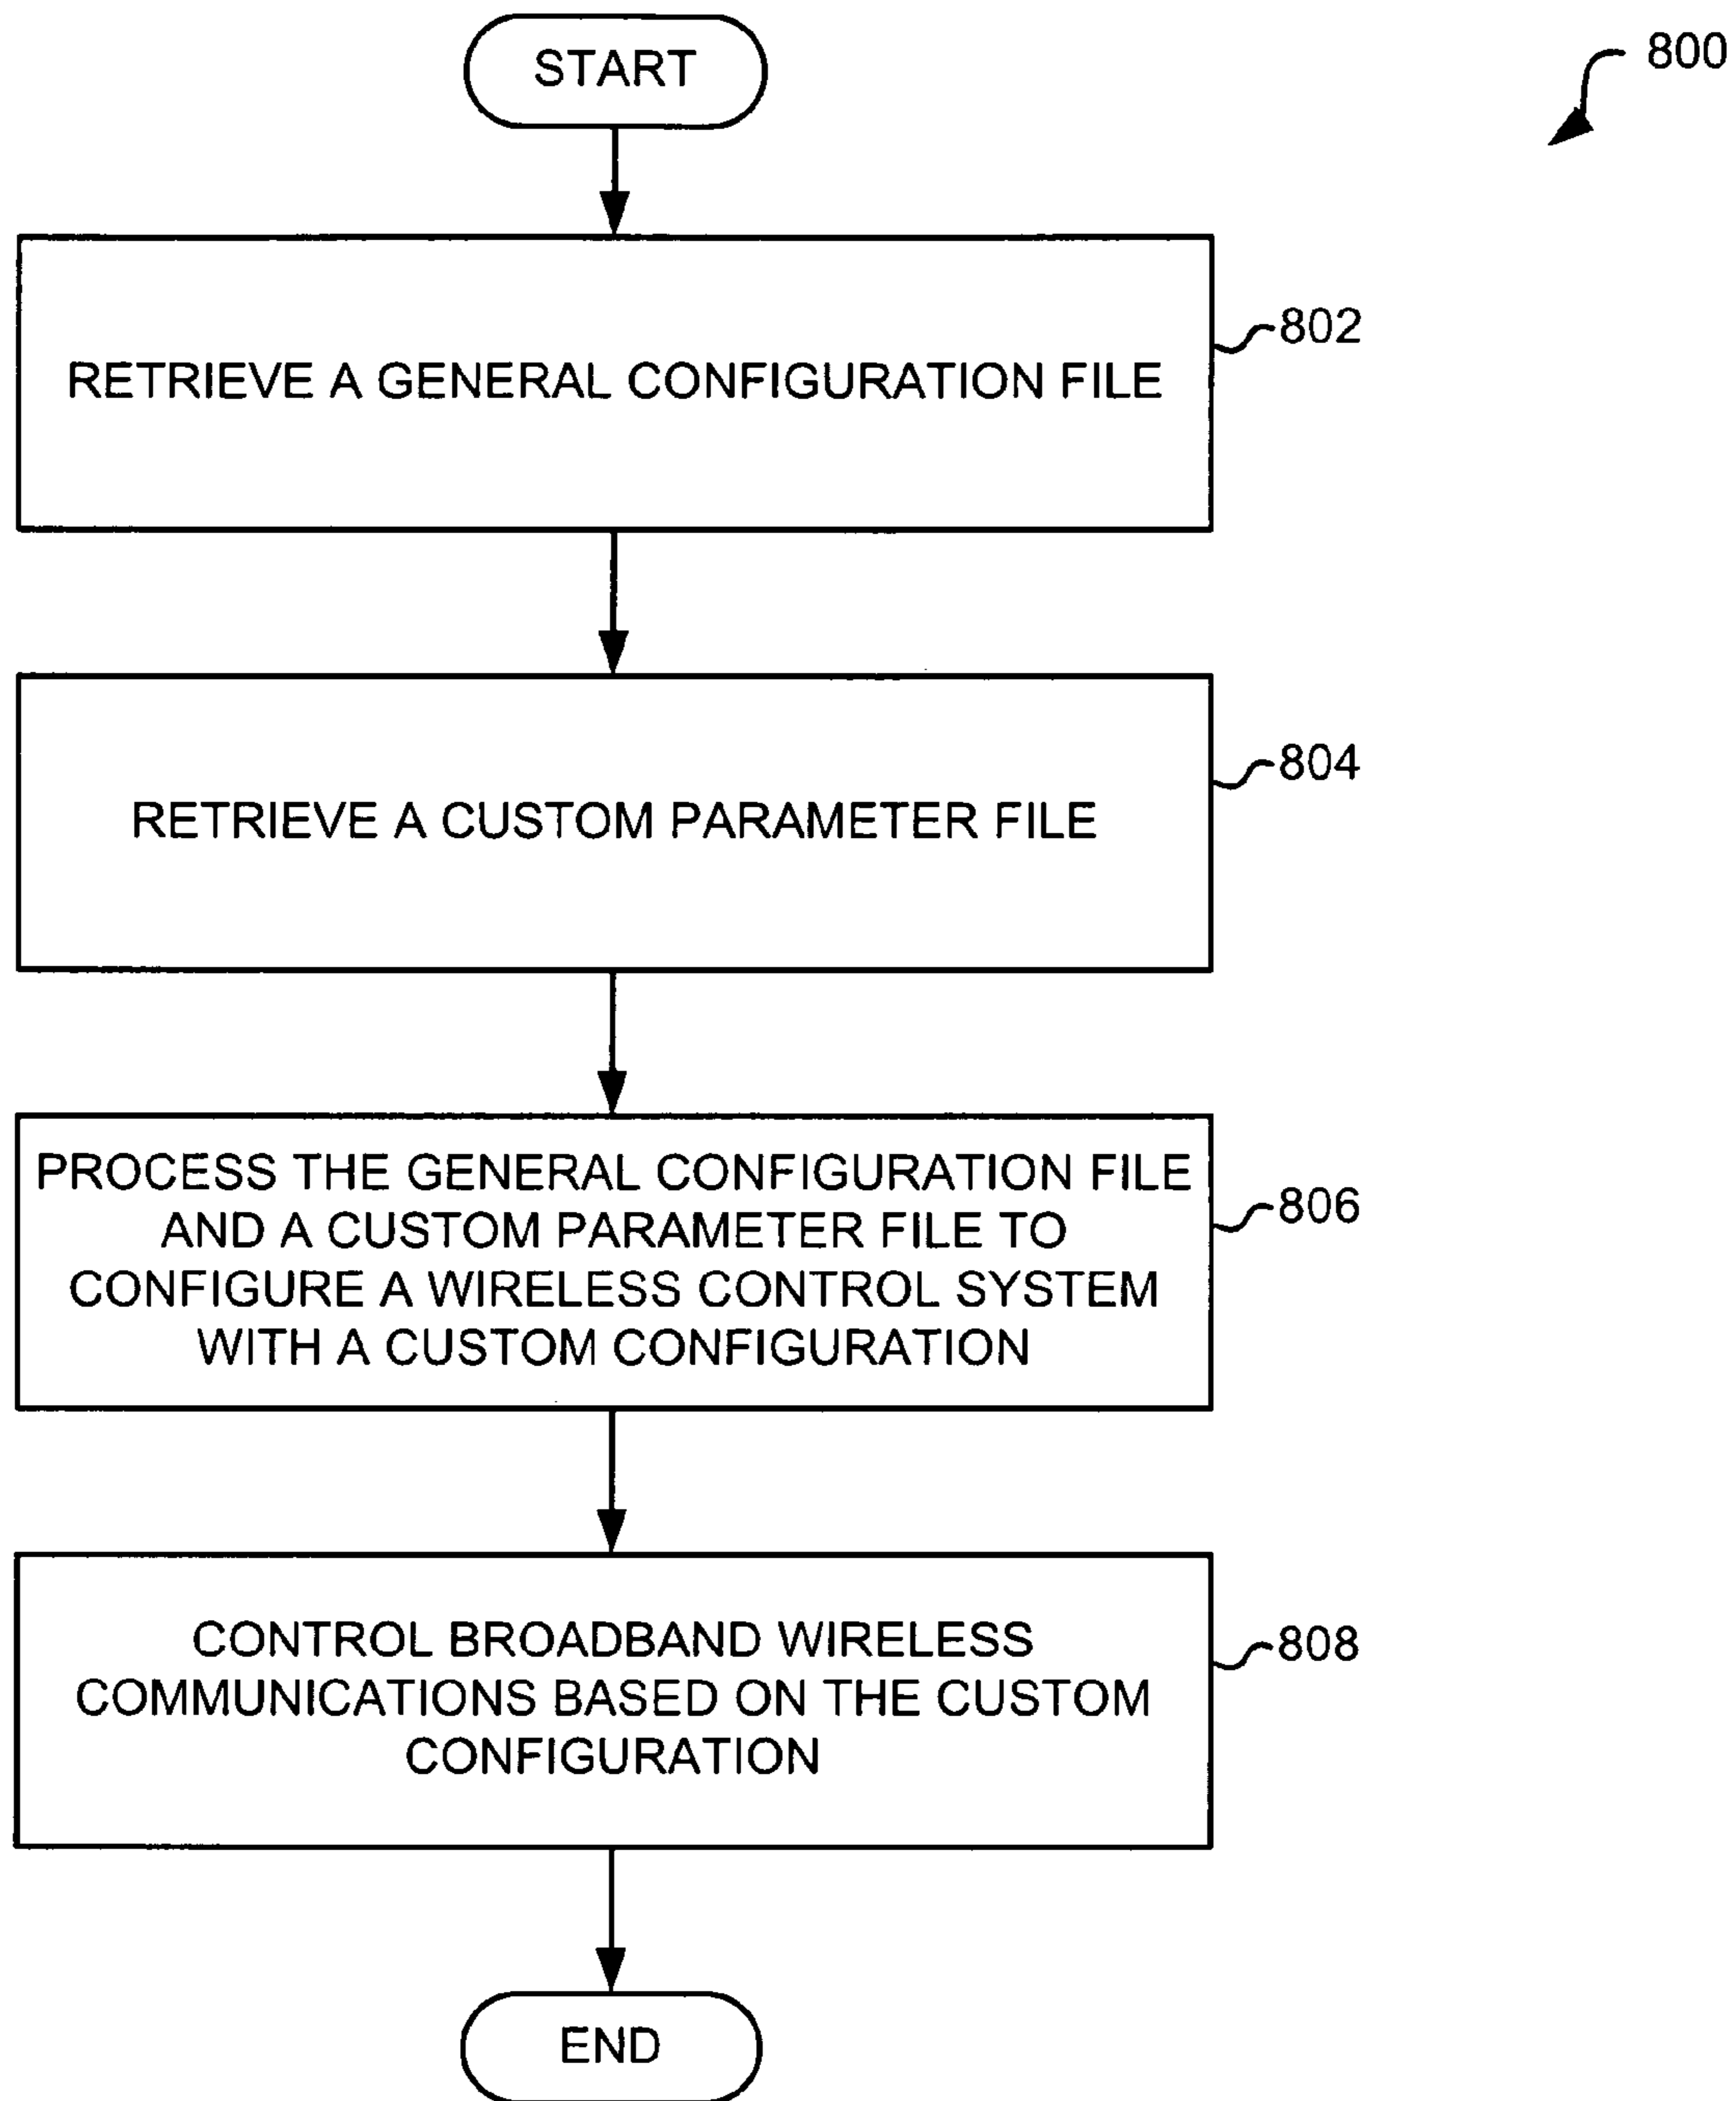 START
800
RETRIEVE A GENERAL CONFIGURATION FILE
802
RETRIEVE A CUSTOM PARAMETER FILE
804
PROCESS THE GENERAL CONFIGURATION FILE
AND A CUSTOM PARAMETER FILE TO
CONFIGURE A WIRELESS CONTROL SYSTEM
WITH A CUSTOM CONFIGURATION
806
CONTROL BROADBAND WIRELESS
COMMUNICATIONS BASED ON THE CUSTOM
CONFIGURATION
808
END